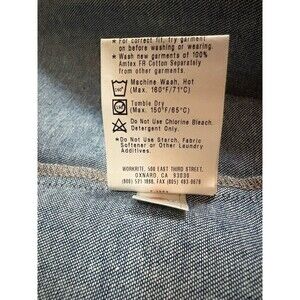 * For correct fit, try garment
on before washing or wearing.
* Wash new garments of 100%
Amtex FR Cotton Separately
from other garments.
Machine Wash, Hot
(Max. 160°F/71°C)
Tumble Dry
(Max. 150°F/65°C)
Do Not Use Chlorine Bleach.
Detergent Only.
* Do Not Use Starch, Fabric
Softener or Other Laundry
Additives.
WORKRITE, 500 EAST THIRD STREET,
OXNARD, CA 93030
FAX (805)